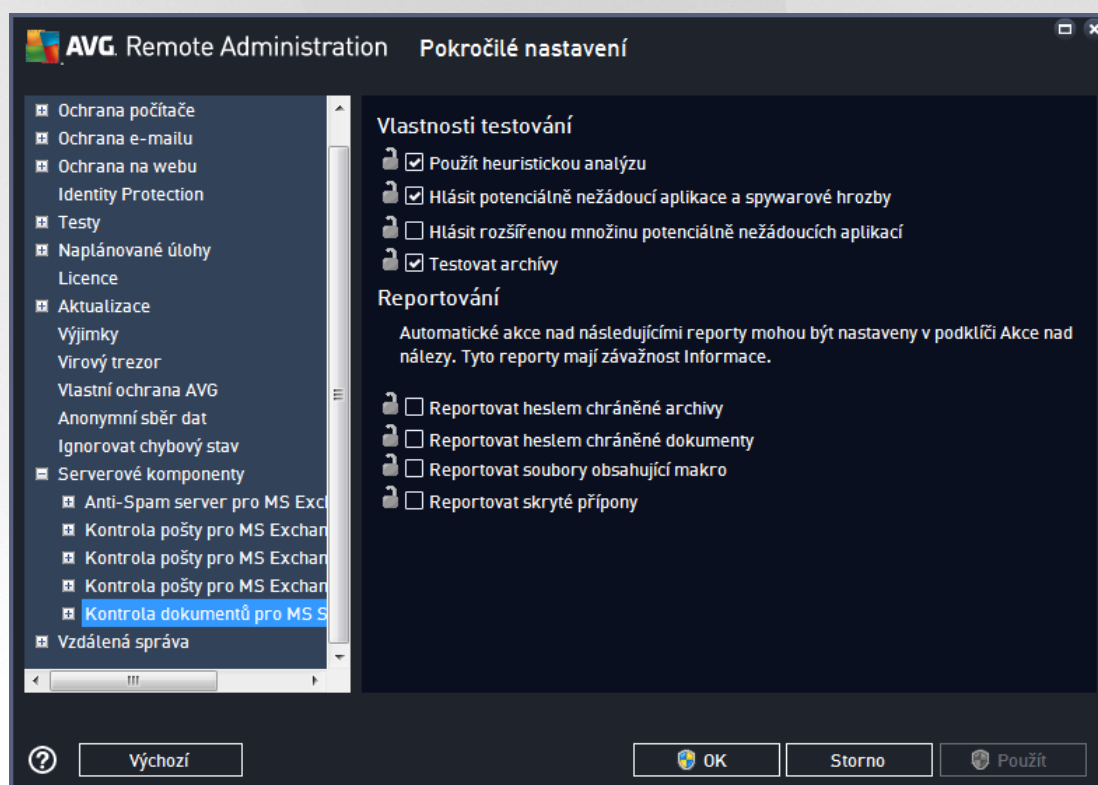 AVG. Remote Administration Pokročilé nastavení
Ochrana počítače
Ochrana e-mailu
Ochrana na webu
Identity Protection
Testy
Naplánované úlohy
Licence
Aktualizace
Výjimky
Virový trezor
Vlastní ochrana AVG
Anonymní sběr dat
Ignorovat chybový stav
Serverové komponenty
Anti-Spam server pro MS Excl
Kontrola pošty pro MS Exchan
Kontrola pošty pro MS Exchan
Kontrola pošty pro MS Exchan
Kontrola dokumentů pro MS S
Vzdálená správa
Vlastnosti testování
Použít heuristickou analýzu
Hlásit potenciálně nežádoucí aplikace a spywarové hrozby
Hlásit rozšířenou množinu potenciálně nežádoucích aplikací
Testovat archívy
Reportování
Automatické akce nad následujícími reporty mohou být nastaveny v podklíči Akce nad
nálezy. Tyto reporty mají závažnost Informace.
Reportovat heslem chráněné archivy
Reportovat heslem chráněné dokumenty
Reportovat soubory obsahující makro
Reportovat skryté přípony
Výchozí
OK
Storno
Použít